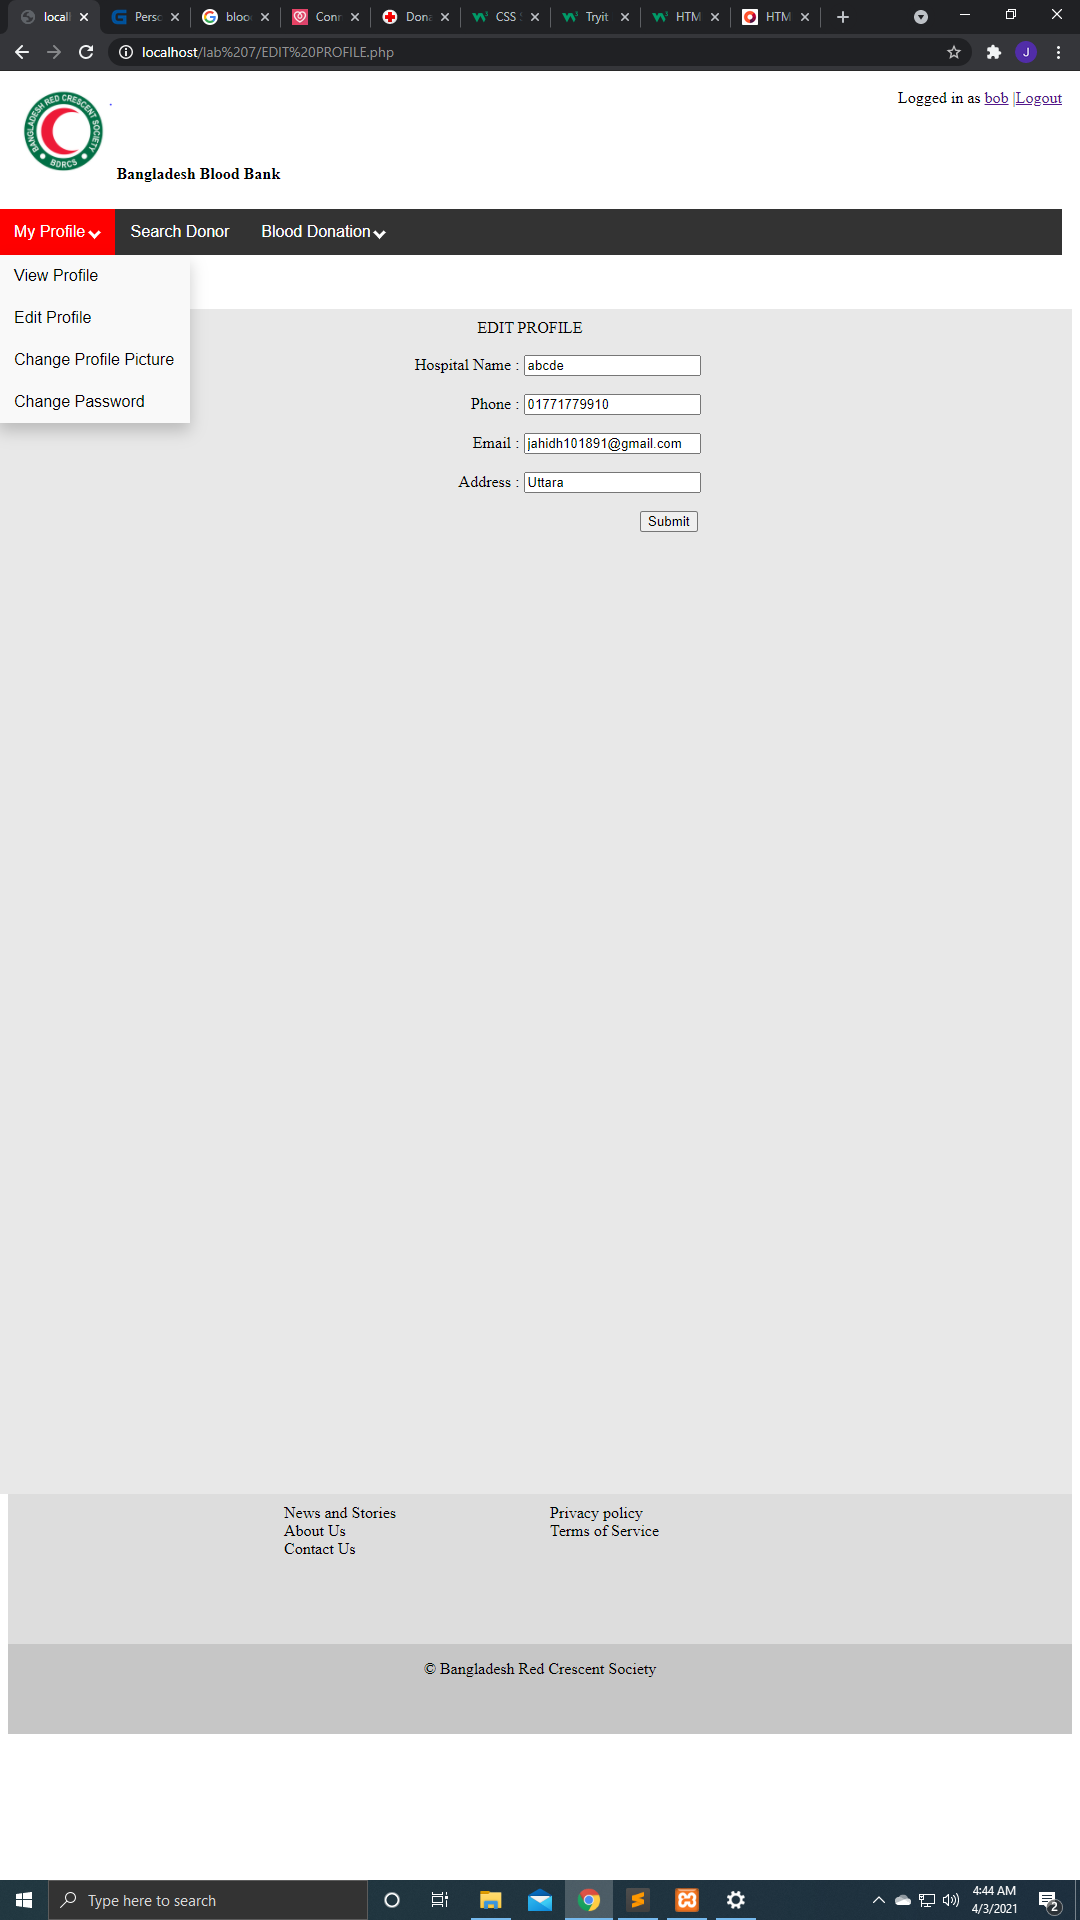 locall
Perso
bloo
Conn
Dona
CSS S
Tryit
HTM
HTM
localhost/lab%207/EDIT%20PROFILE.php
J
BANGLADESH RED CRESCENT SOCIETY
BDRCS
Logged in as bob |Logout
Bangladesh Blood Bank
My Profile Search Donor Blood Donation
View Profile
Edit Profile
Change Profile Picture
Change Password
EDIT PROFILE
Hospital Name : abcde
Phone : 01771779910
Email : jahidh101891@gmail.com
Address : Uttara
Submit
News and Stories
About Us
Contact Us
Privacy policy
Terms of Service
© Bangladesh Red Crescent Society
Type here to search
4:44 AM
4/3/2021
2